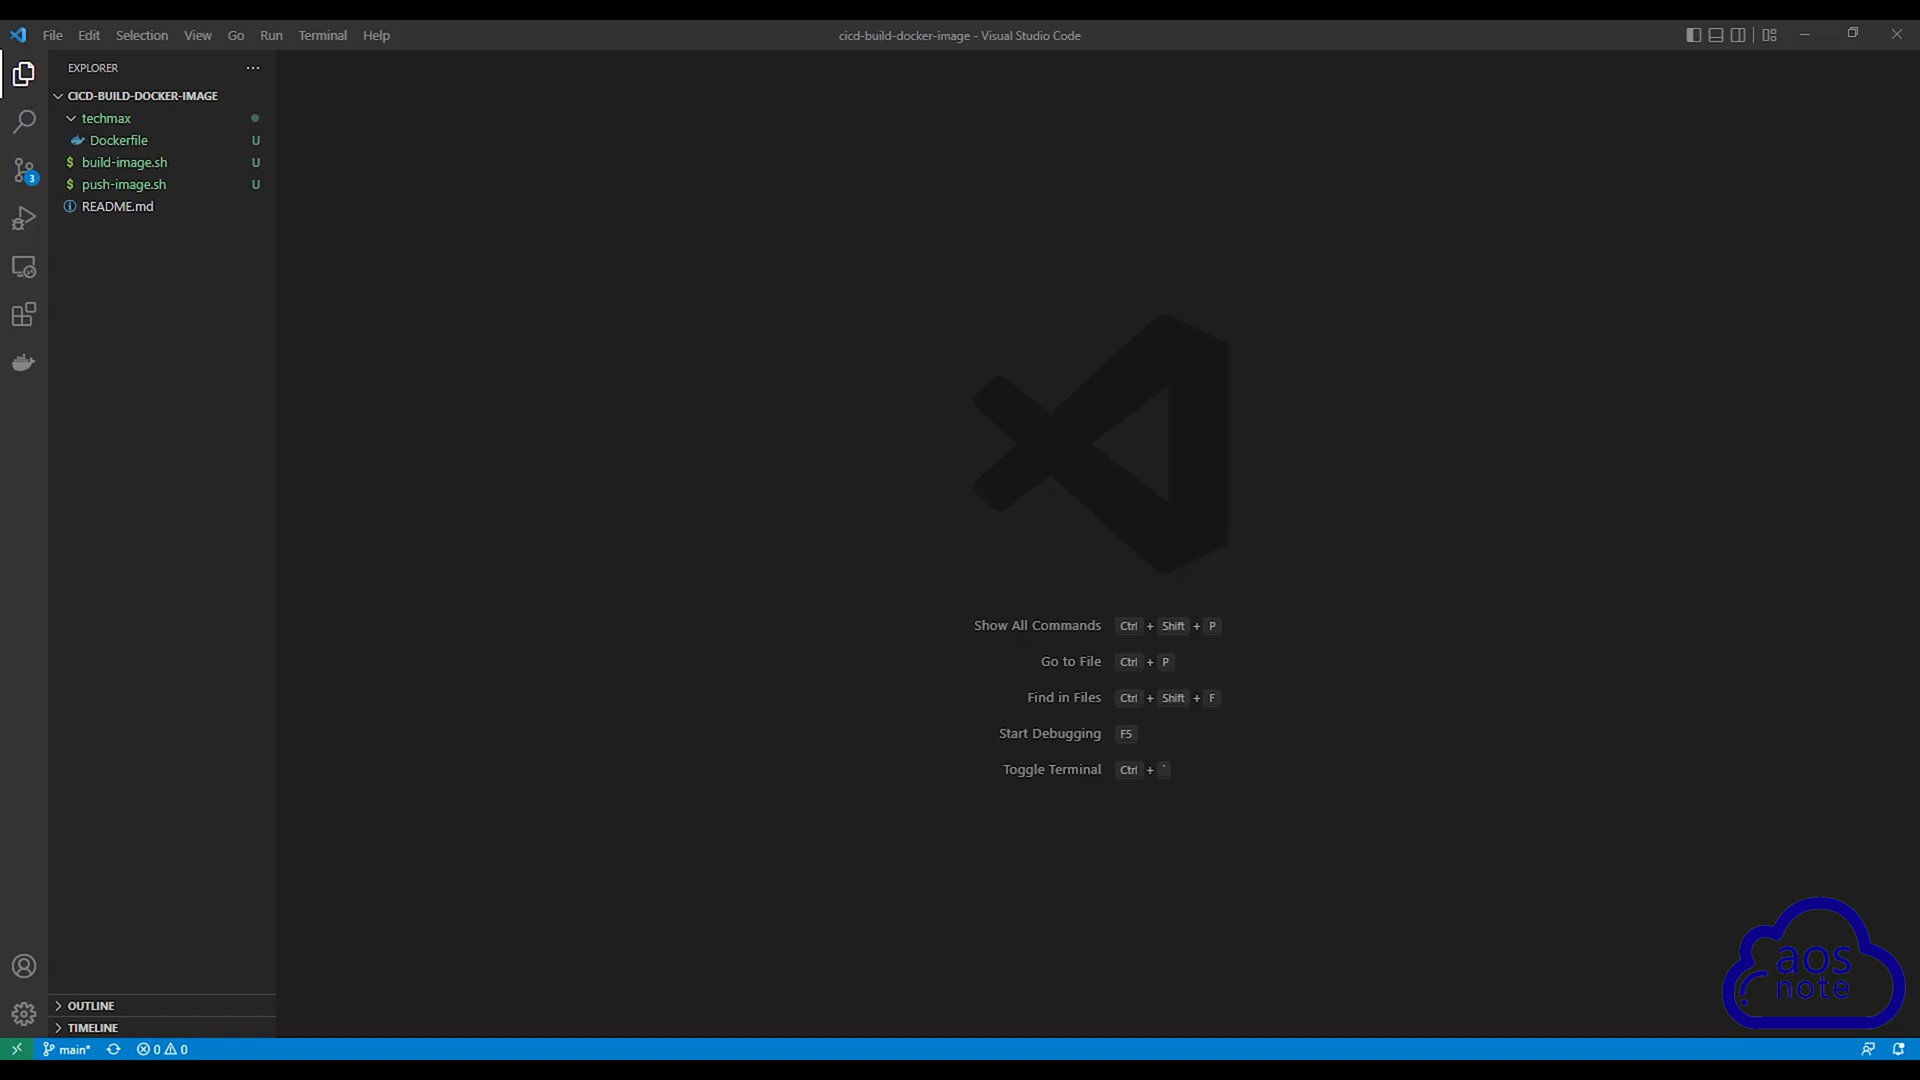 File Edit Selection View Go Run Terminal Help
cicd-build-docker-image - Visual Studio Code
EXPLORER
CICD-BUILD-DOCKER-IMAGE
techmax
Dockerfile U
$ build-image.sh U
$ push-image.sh U
README.md
3
Show All Commands Ctrl + Shift + P
Go to File Ctrl + P
Find in Files Ctrl + Shift + F
Start Debugging F5
Toggle Terminal Ctrl + `
aos
note
OUTLINE
TIMELINE
main* 0 0